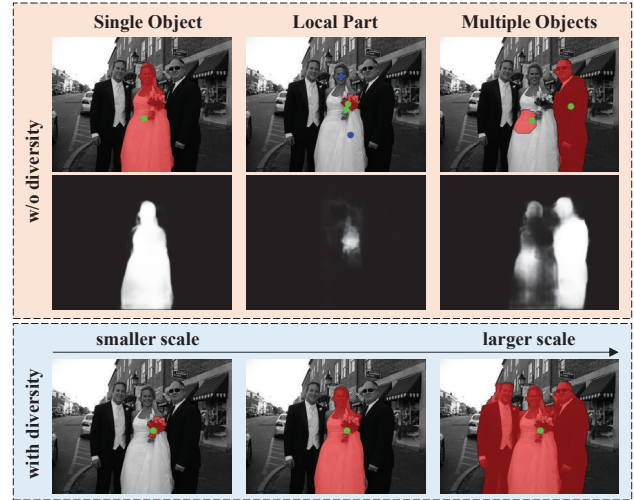 Single Object
Local Part
Multiple Objects
w/o diversity
smaller scale
larger scale
with diversity